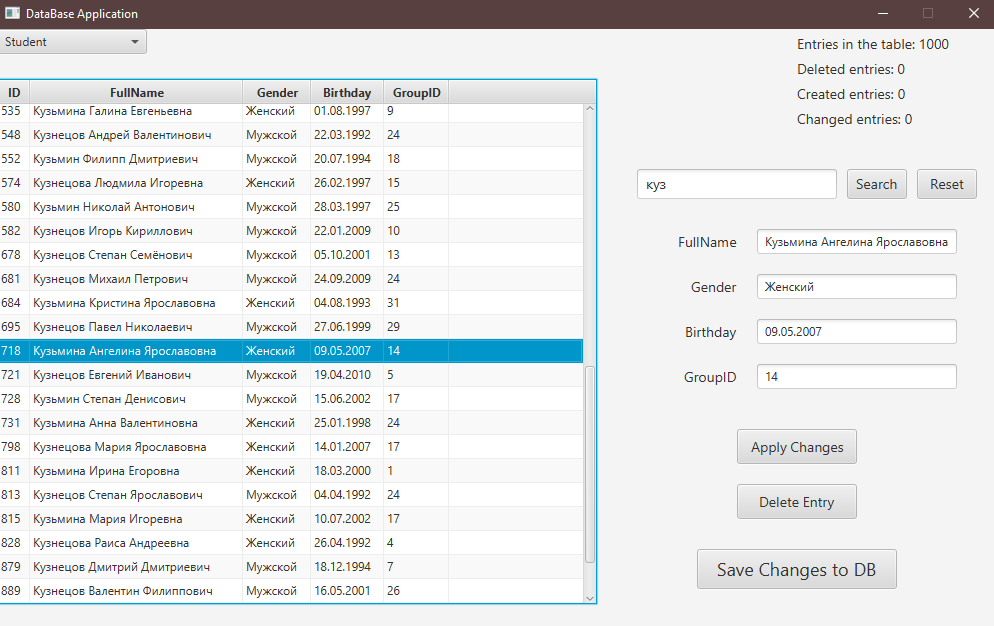 DataBase Application
Student
Entries in the table: 1000
Deleted entries: 0
Created entries: 0
Changed entries: 0
ID FullName Gender Birthday GroupID
535 Кузьмина Галина Евгеньевна Женский 01.08.1997 9
548 Кузнецов Андрей Валентинович Мужской 22.03.1992 24
552 Кузьмин Филипп Дмитриевич Мужской 20.07.1994 18
574 Кузнецова Людмила Игоревна Женский 26.02.1997 15
580 Кузьмин Николай Антонович Мужской 28.03.1997 25
582 Кузнецов Игорь Кириллович Мужской 22.01.2009 10
678 Кузнецов Степан Семёнович Мужской 05.10.2001 13
681 Кузнецов Михаил Петрович Мужской 24.09.2009 24
684 Кузьмина Кристина Ярославовна Женский 04.08.1993 31
695 Кузнецов Павел Николаевич Мужской 27.06.1999 29
718 Кузьмина Ангелина Ярославовна Женский 09.05.2007 14
721 Кузнецов Евгений Иванович Мужской 19.04.2010 5
728 Кузьмин Степан Денисович Мужской 15.06.2002 17
731 Кузьмина Анна Валентиновна Женский 25.01.1998 24
798 Кузнецова Мария Ярославовна Женский 14.01.2007 17
811 Кузьмина Ирина Егоровна Женский 18.03.2000 1
813 Кузнецов Степан Ярославович Мужской 04.04.1992 24
815 Кузьмина Мария Игоревна Женский 10.07.2002 17
828 Кузнецова Раиса Андреевна Женский 26.04.1992 4
879 Кузнецов Дмитрий Дмитриевич Мужской 18.12.1994 7
889 Кузнецов Валентин Филиппович Мужской 16.05.2001 26
куз Search Reset
FullName Кузьмина Ангелина Ярославовна
Gender Женский
Birthday 09.05.2007
GroupID 14
Apply Changes
Delete Entry
Save Changes to DB